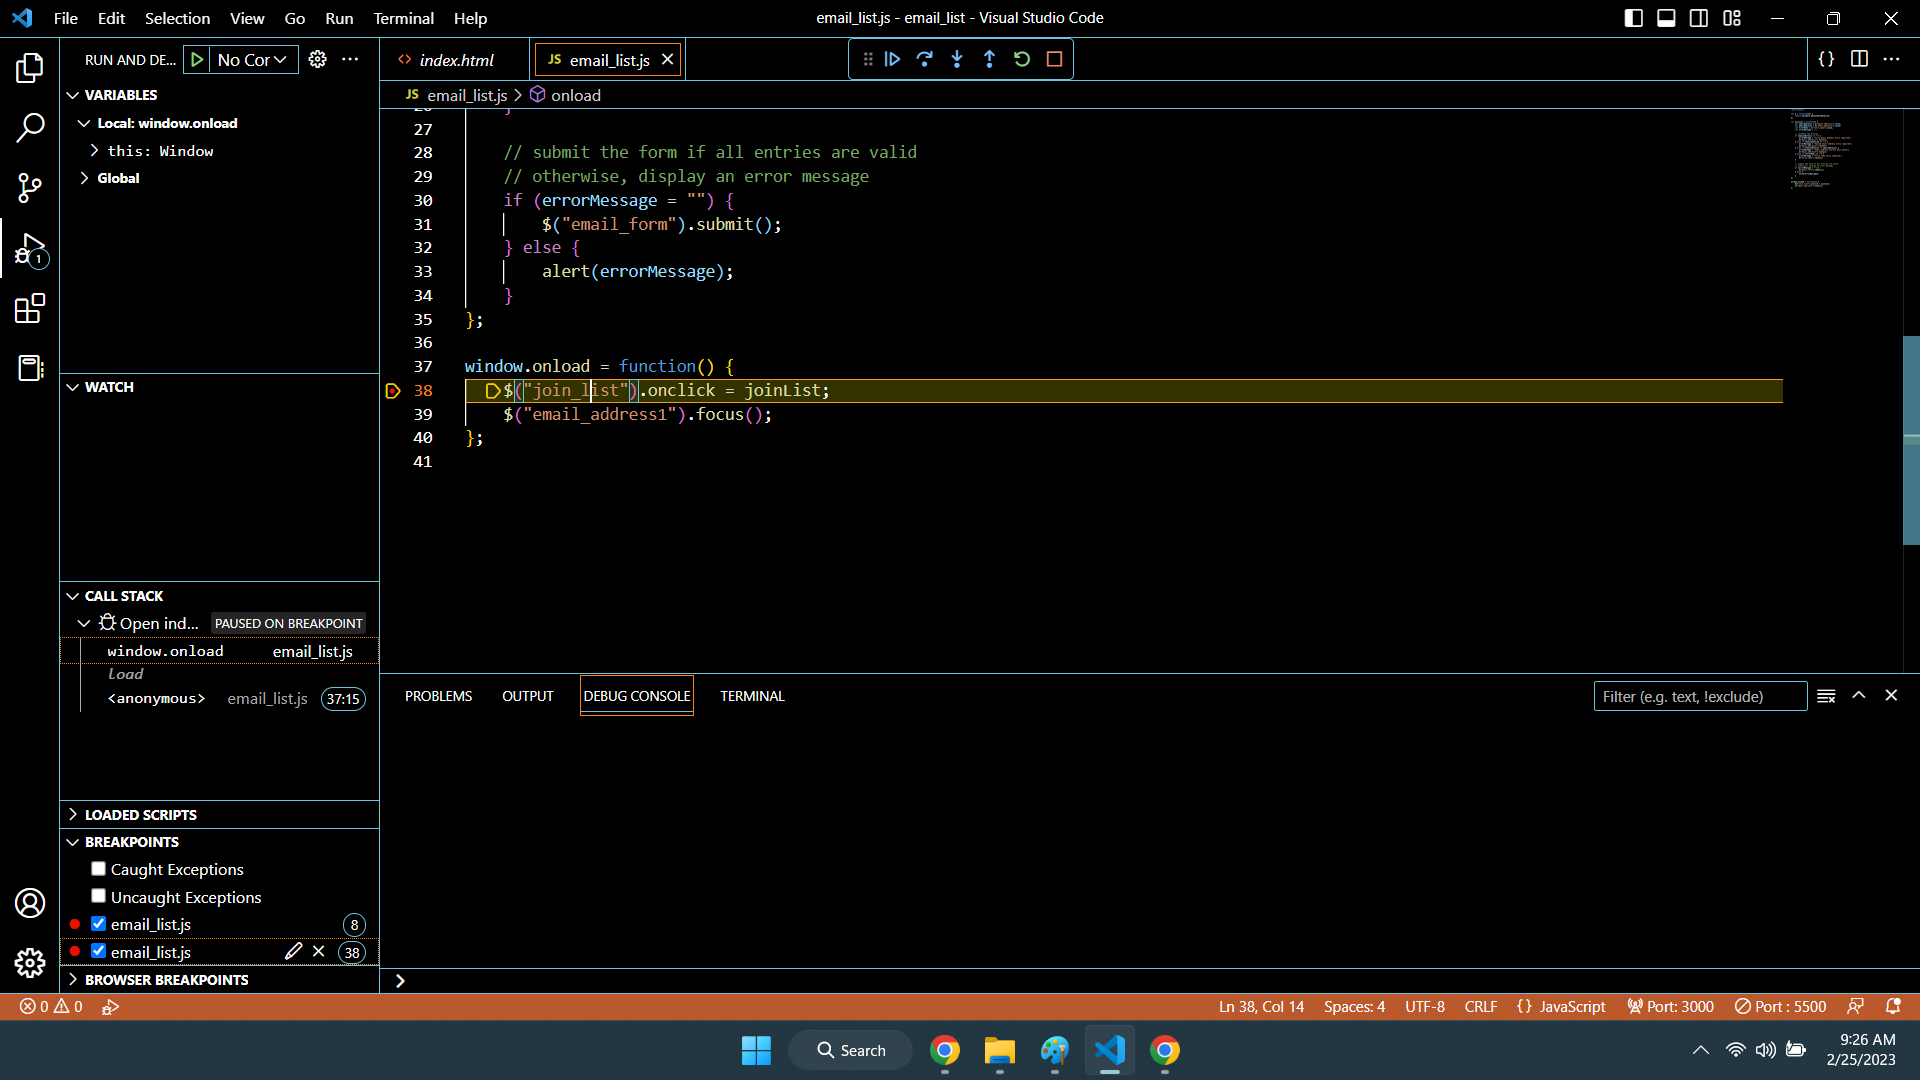 File Edit Selection View Go Run Terminal Help
email_list.js - email_list - Visual Studio Code
RUN AND DE... No Cor
index.html
JS email_list.js
JS email_list.js > onload
VARIABLES
Local: window.onload
this: Window
Global
WATCH
CALL STACK
Open ind... PAUSED ON BREAKPOINT
window.onload email_list.js
load
<anonymous> email_list.js 37:15
LOADED SCRIPTS
BREAKPOINTS
Caught Exceptions
Uncaught Exceptions
email_list.js 8
email_list.js 38
BROWSER BREAKPOINTS
1
26 }
27
28 // submit the form if all entries are valid
29 // otherwise, display an error message
30 if (errorMessage = "") {
31 $("email_form").submit();
32 } else {
33 alert(errorMessage);
34 }
35 };
36
37 window.onload = function() {
38 $("join_list").onclick = joinList;
39 $("email_address1").focus();
40 };
41
PROBLEMS OUTPUT DEBUG CONSOLE TERMINAL
Filter (e.g. text, !exclude)
0 0
Ln 38, Col 14 Spaces: 4 UTF-8 CRLF {} JavaScript Port: 3000 Port : 5500
Search
9:26 AM
2/25/2023